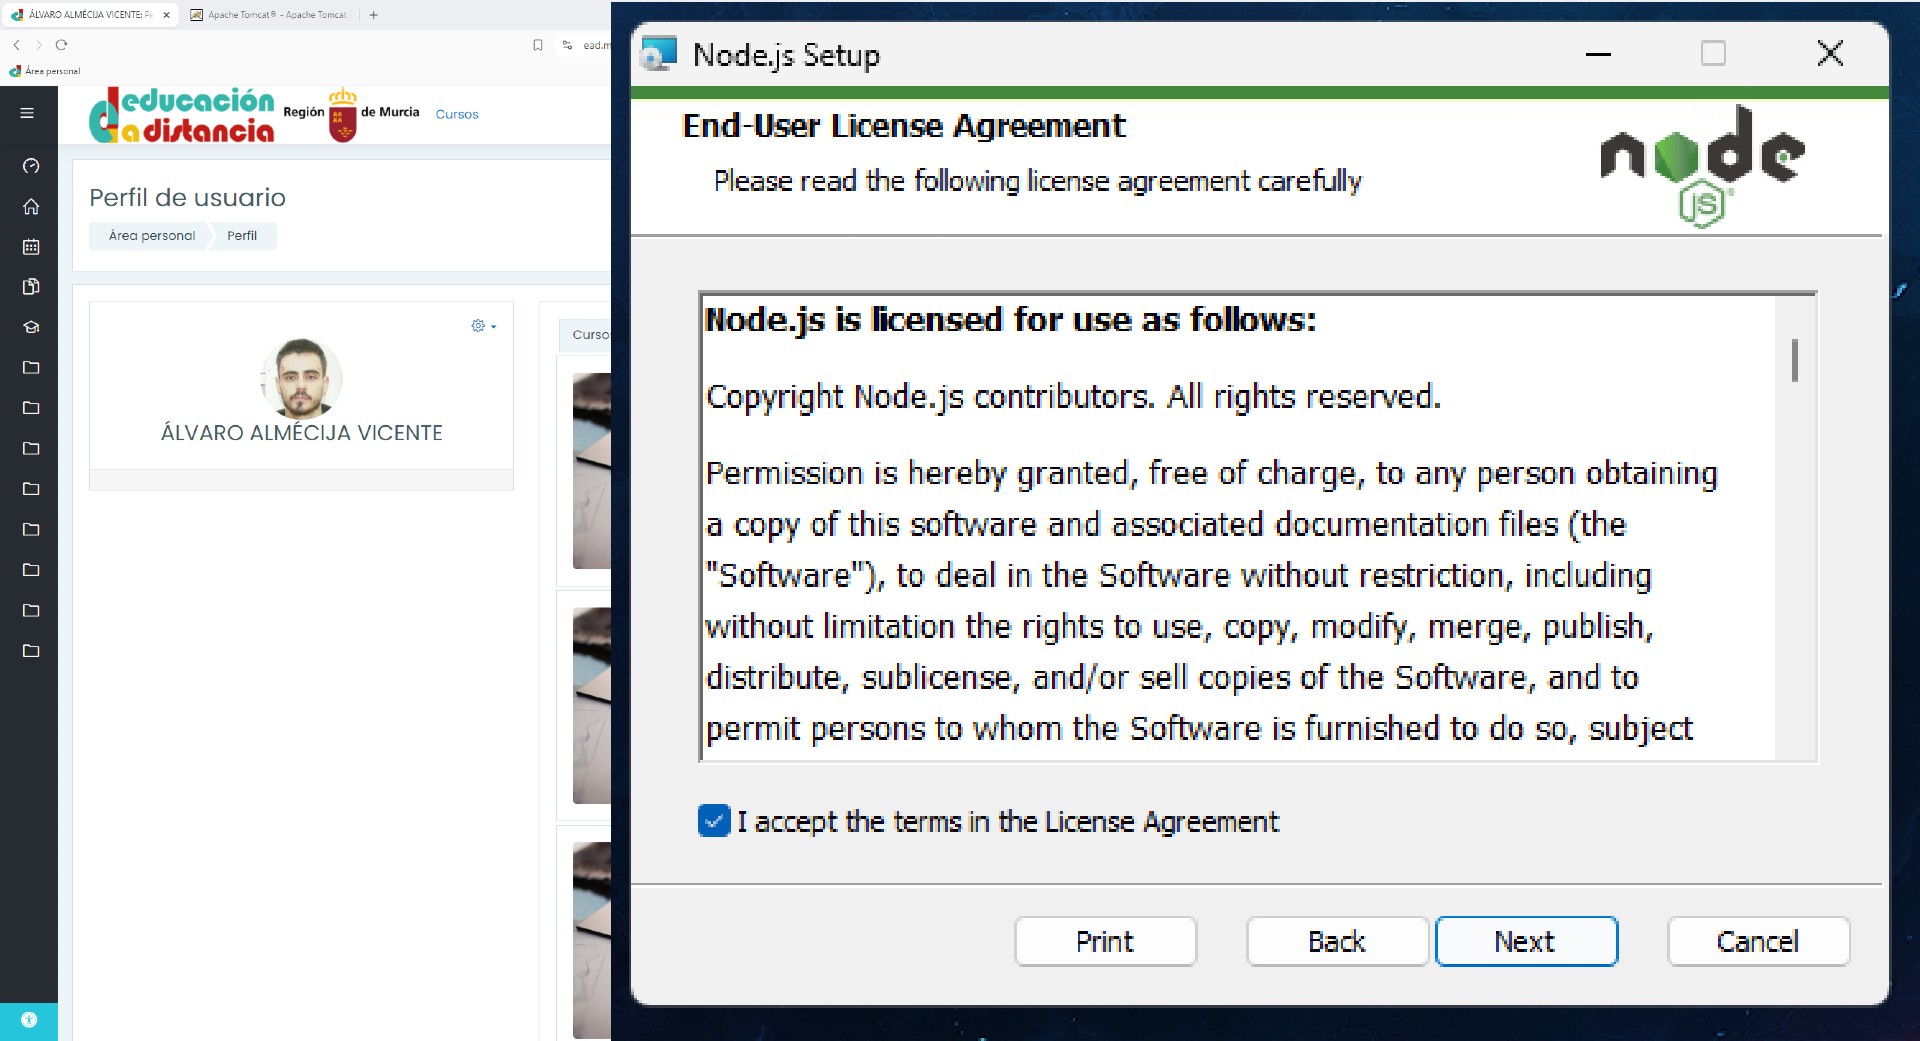 ÁLVARO ALMÉCIJA VICENTE: Pe
Apache Tomcat® - Apache Tomcat
ead.m
Área personal
educación
a distancia
Región de Murcia
Cursos
Perfil de usuario
Área personal
Perfil
ÁLVARO ALMÉCIJA VICENTE
Curso
Node.js Setup
End-User License Agreement
Please read the following license agreement carefully
node
JS
Node.js is licensed for use as follows:
Copyright Node.js contributors. All rights reserved.
Permission is hereby granted, free of charge, to any person obtaining
a copy of this software and associated documentation files (the
"Software"), to deal in the Software without restriction, including
without limitation the rights to use, copy, modify, merge, publish,
distribute, sublicense, and/or sell copies of the Software, and to
permit persons to whom the Software is furnished to do so, subject
I accept the terms in the License Agreement
Print
Back
Next
Cancel